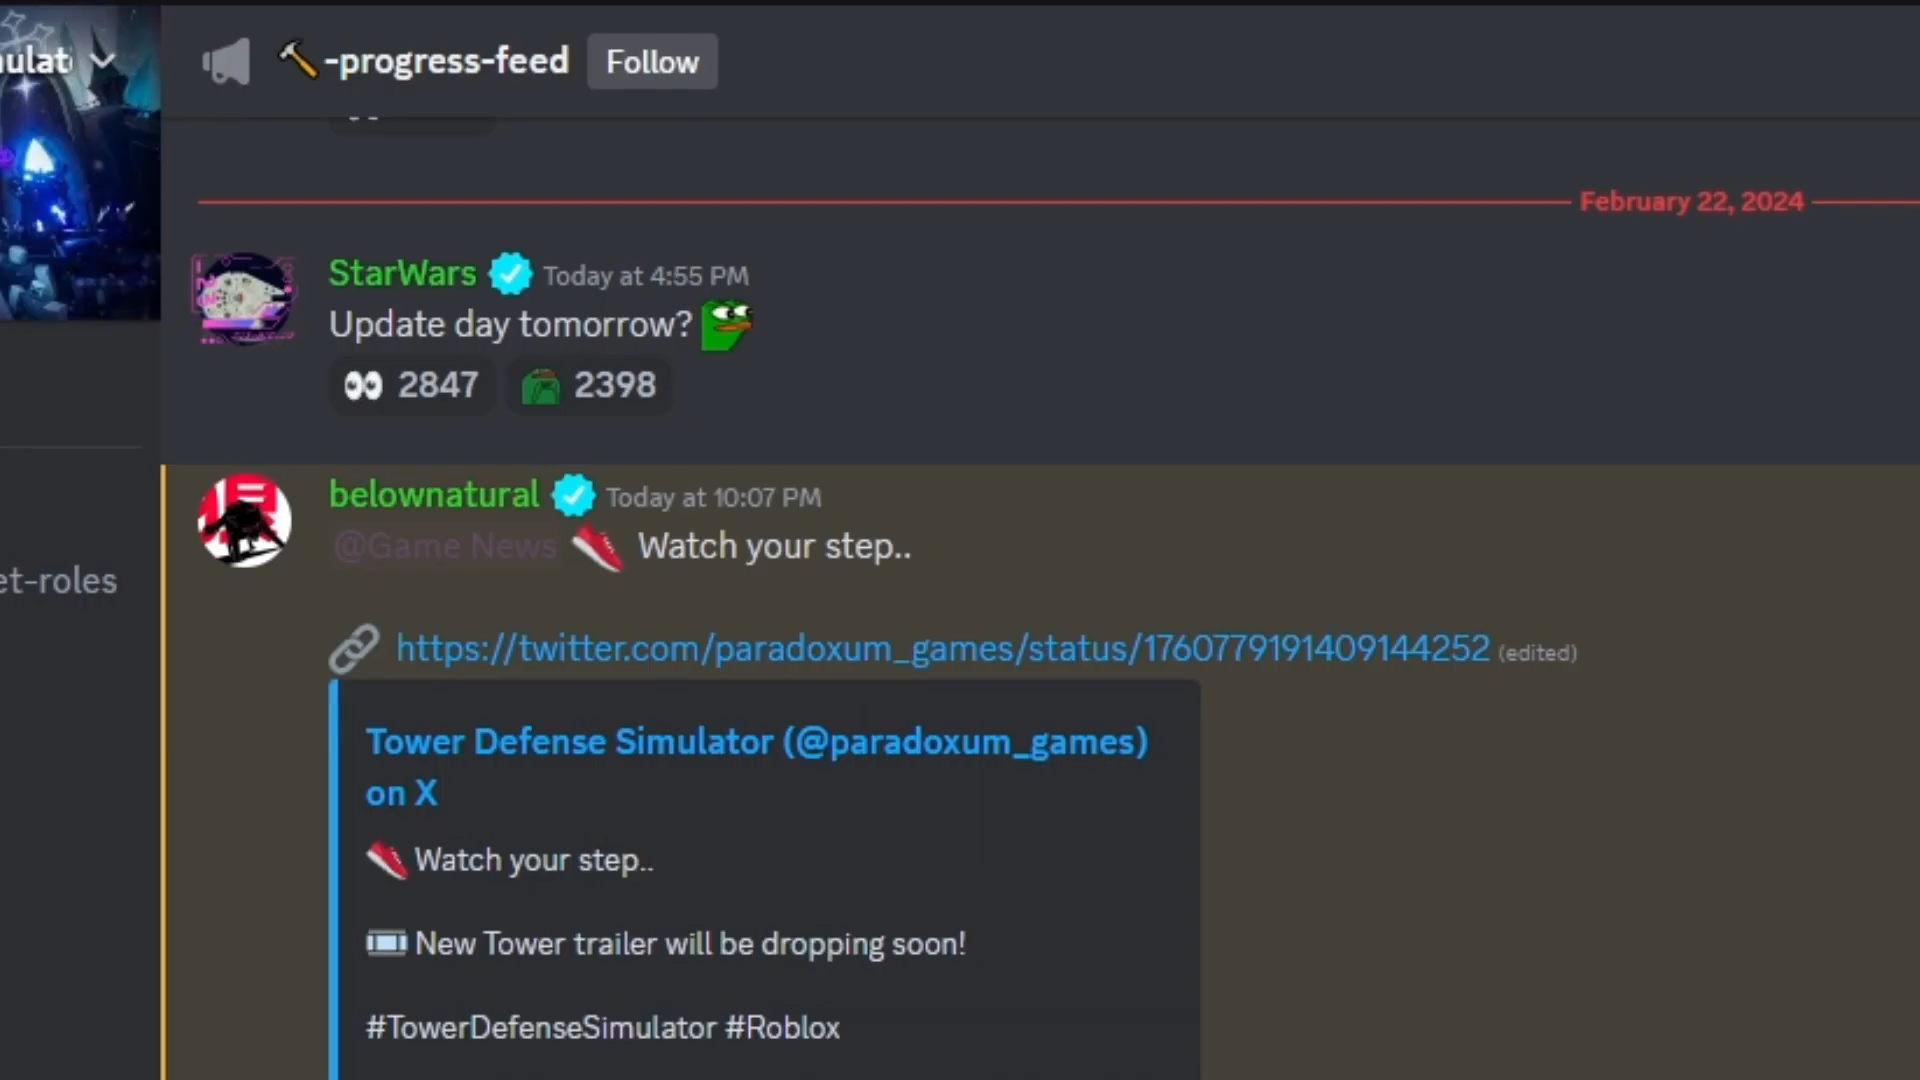 ulat
-progress-feed Follow
February 22, 2024
StarWars Today at 4:55 PM
Update day tomorrow?
2847 2398
belownatural Today at 10:07 PM
@Game News Watch your step..
et-roles
https://twitter.com/paradoxum_games/status/1760779191409144252 (edited)
Tower Defense Simulator (@paradoxum_games)
on X
Watch your step..
New Tower trailer will be dropping soon!
#TowerDefenseSimulator #Roblox